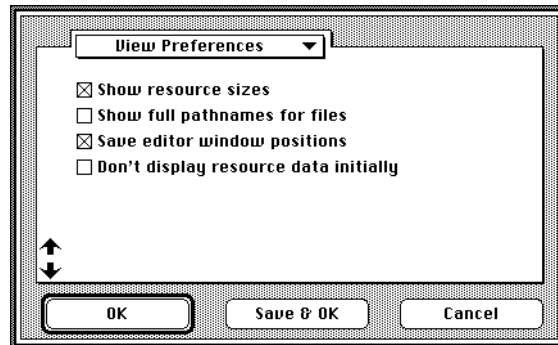 View Preferences
Show resource sizes
Show full pathnames for files
Save editor window positions
Don't display resource data initially
OK
Save & OK
Cancel